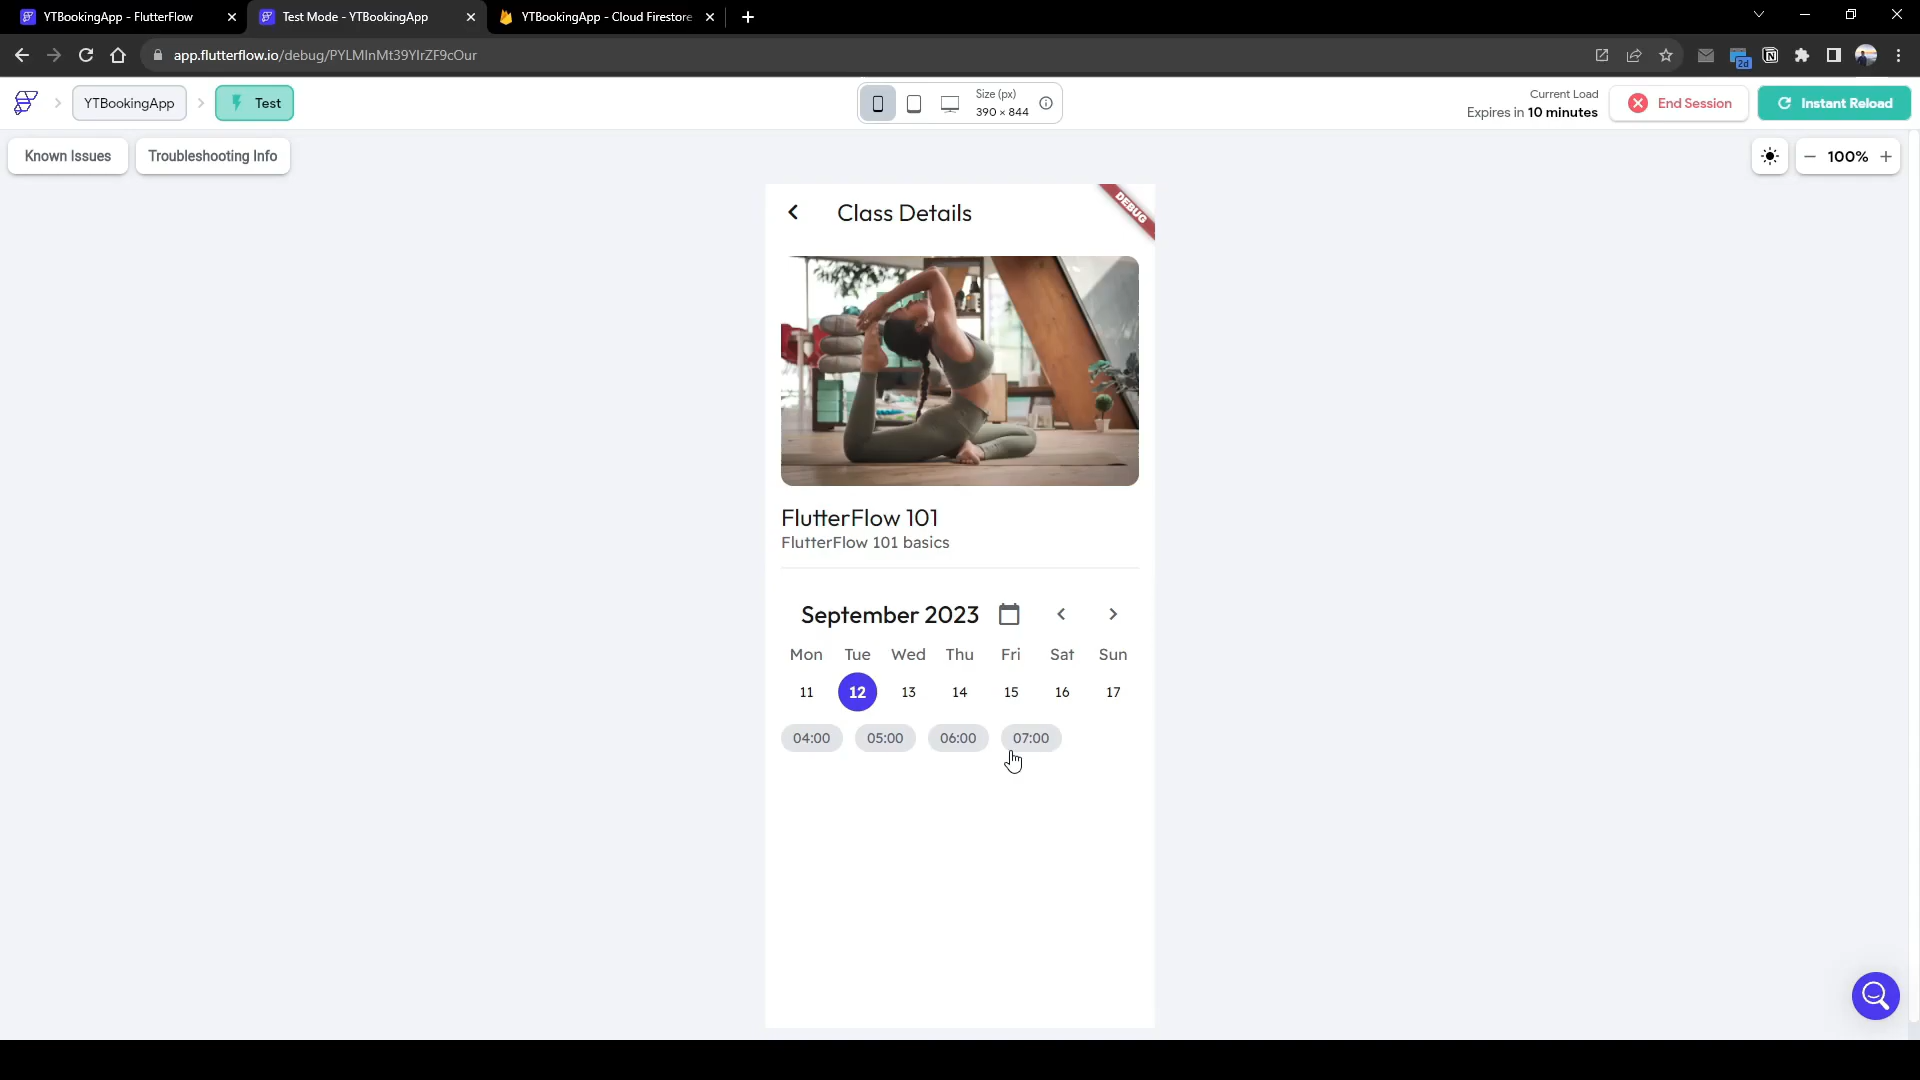 YTBookingApp - FlutterFlow
Test Mode - YTBookingApp
YTBookingApp - Cloud Firestore
app.flutterflow.io/debug/PYLMInMt39YIrZF9cOur
2d
YTBookingApp
Test
Size (px)
390 × 844
Current Load
Expires in 10 minutes
End Session
Instant Reload
Known Issues
Troubleshooting Info
100%
Class Details
DEBUG
FlutterFlow 101
FlutterFlow 101 basics
September 2023
Mon Tue Wed Thu Fri Sat Sun
11 12 13 14 15 16 17
04:00 05:00 06:00 07:00